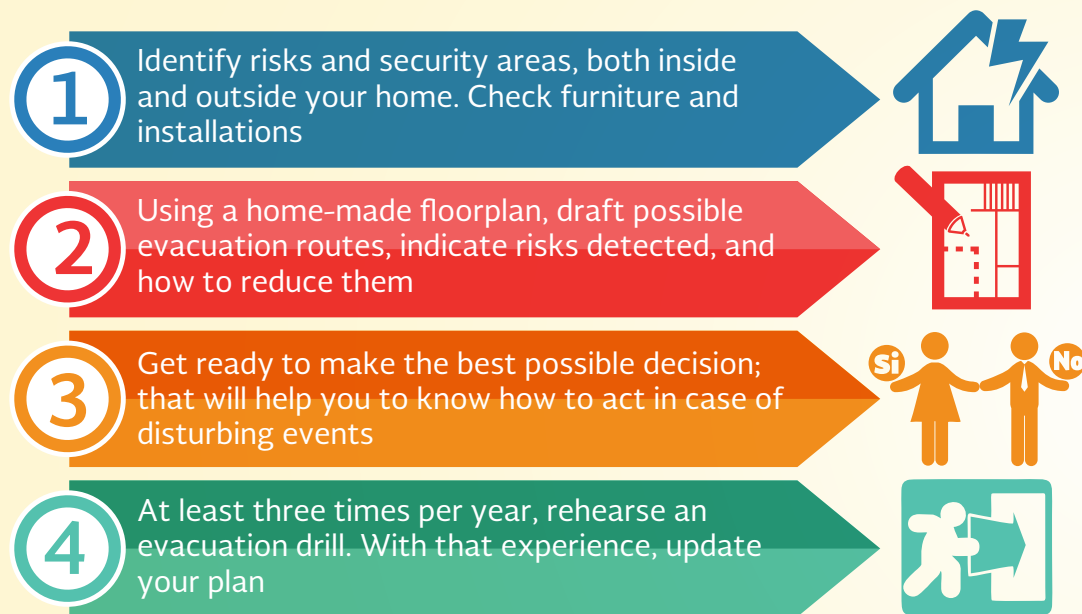 1
Identify risks and security areas, both inside
and outside your home. Check furniture and
installations
2
Using a home-made floorplan, draft possible
evacuation routes, indicate risks detected, and
how to reduce them
3
Get ready to make the best possible decision;
that will help you to know how to act in case of
disturbing events
Si
No
4
At least three times per year, rehearse an
evacuation drill. With that experience, update
your plan